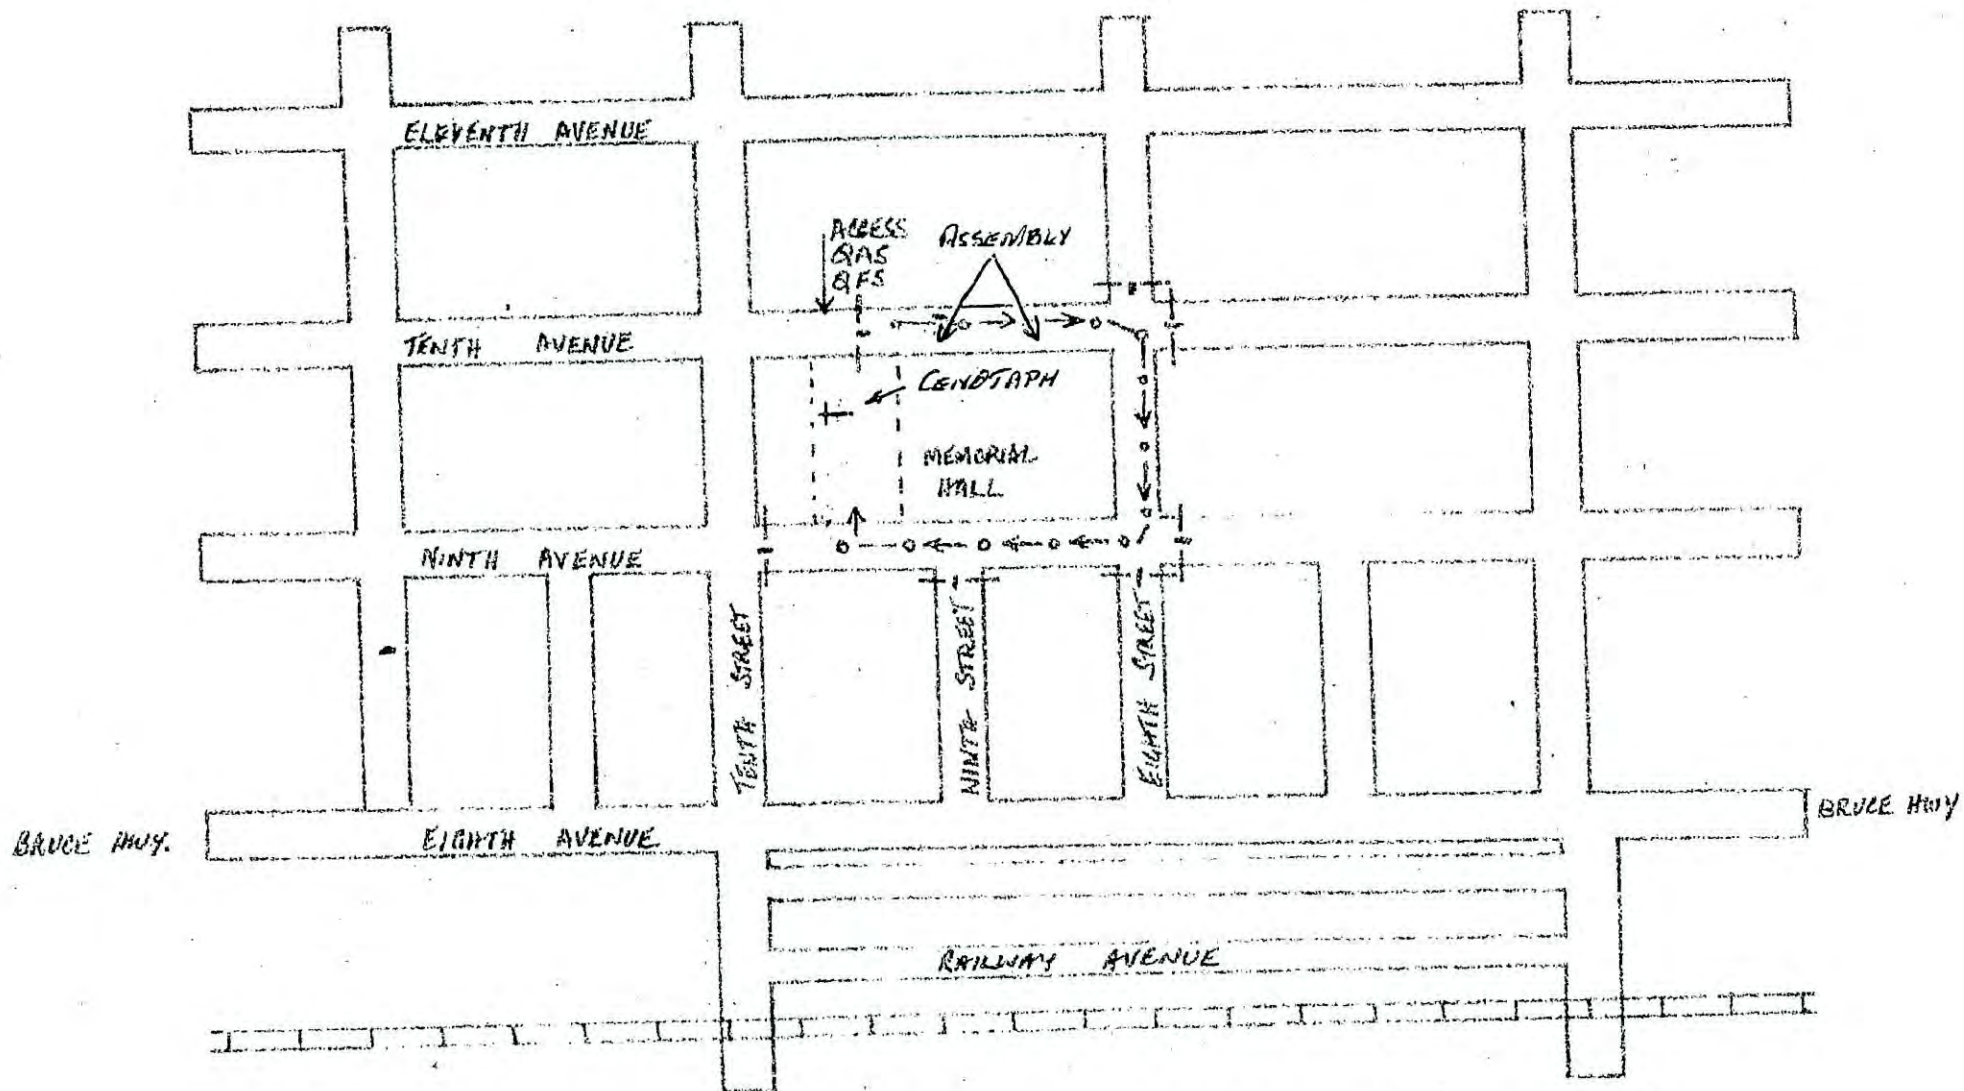 ELEVENTH AVENUE
ACCESS
QAS
QFS
ASSEMBLY
TENTH AVENUE
CENOTAPH
MEMORIAL
HALL
NINTH AVENUE
TENTH STREET
NINTH STREET
EIGHTH STREET
BRUCE HWY.
EIGHTH AVENUE
BRUCE HWY
RAILWAY AVENUE